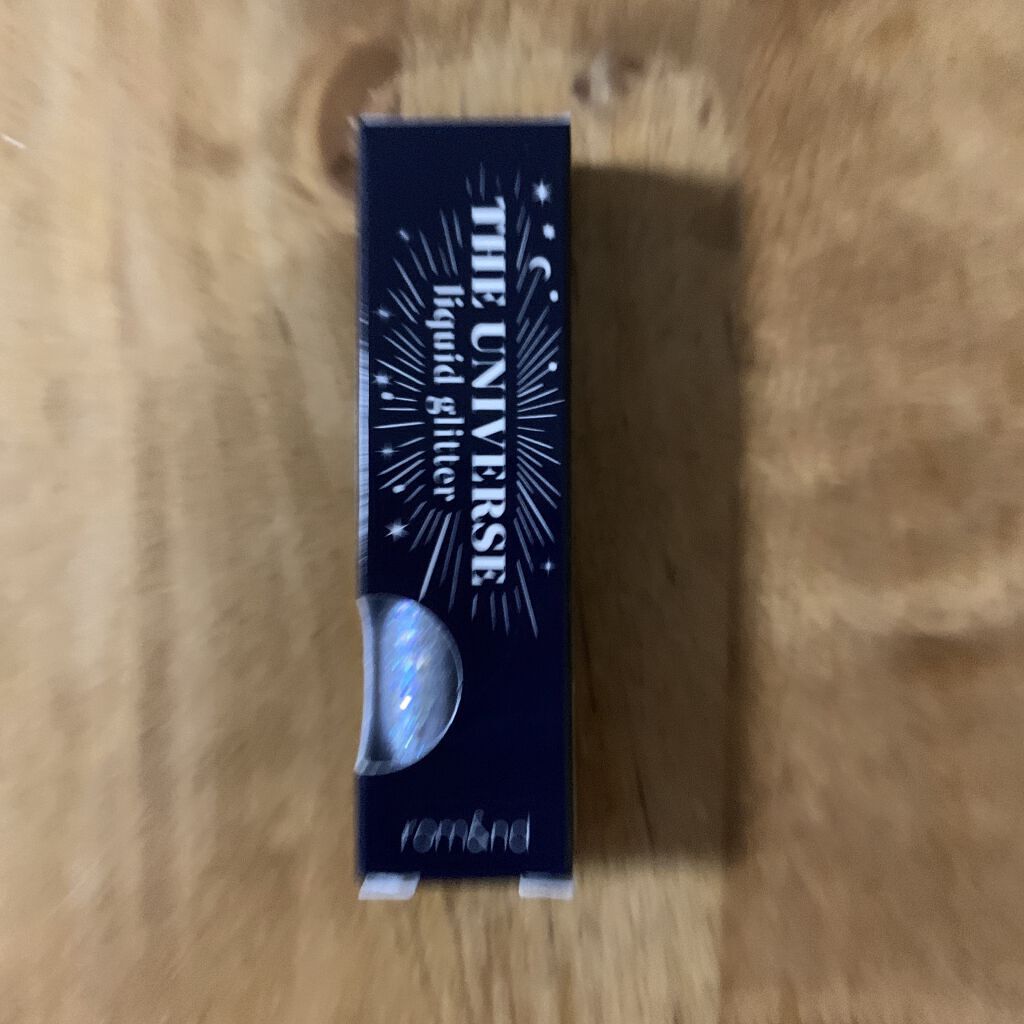 THE UNIVERSE
liquid glitter
rom&nd